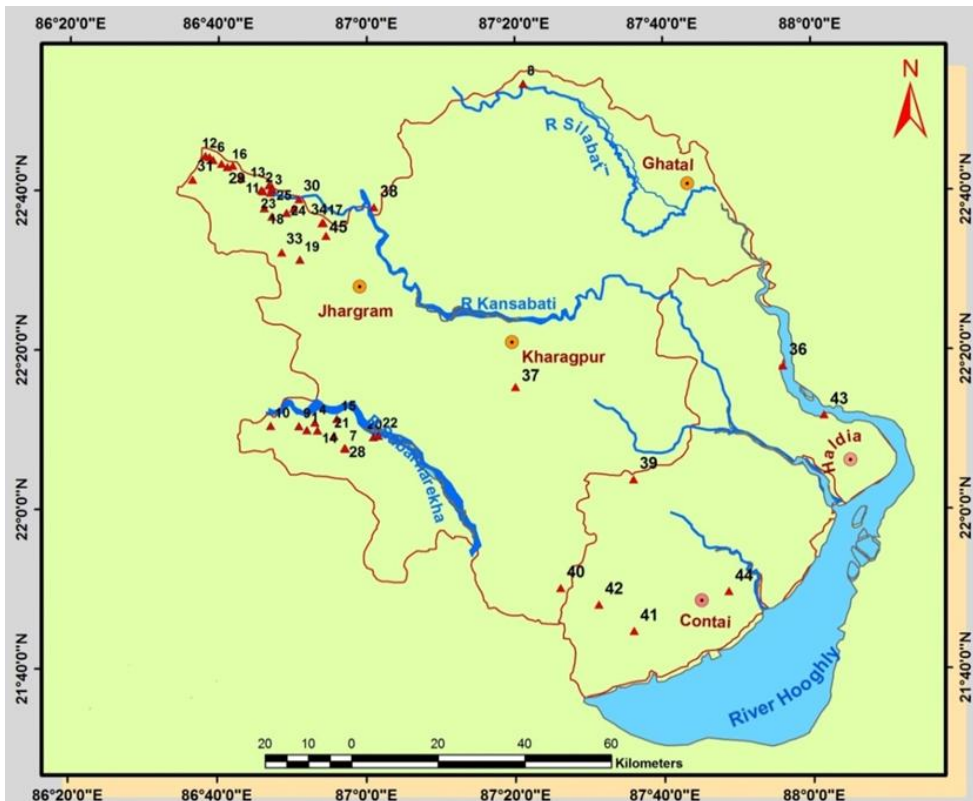 86°20'0"E 86°40'0"E 87°0'0"E 87°20'0"E 87°40'0"E 88°0'0"E
N
8
R Silabati
Ghatal
12 6 16
31 29 13
11 25 30
23 24 34 17
18 45
38
33 19
22°40'0"N
22°40'0"N
Jhargram
R Kansabati
Kharagpur
37
36
43
22°20'0"N
22°20'0"N
10 9 4 15
1 21 20 22
14 7
28
39
Haldia
22°0'0"N
22°0'0"N
40
42
44
41
Contai
River Hooghly
21°40'0"N
21°40'0"N
20 10 0 20 40 60
Kilometers
86°20'0"E 86°40'0"E 87°0'0"E 87°20'0"E 87°40'0"E 88°0'0"E